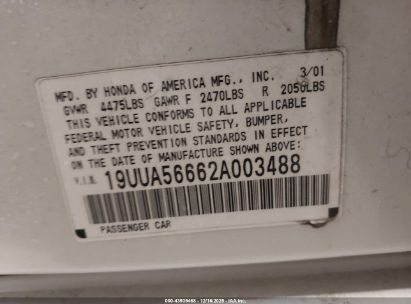 MFD. BY HONDA OF AMERICA MFG., INC. 3/01
GVWR 4475LBS GAWR F 2470LBS R 2050LBS
THIS VEHICLE CONFORMS TO ALL APPLICABLE
FEDERAL MOTOR VEHICLE SAFETY, BUMPER,
AND THEFT PREVENTION STANDARDS IN EFFECT
ON THE DATE OF MANUFACTURE SHOWN ABOVE:
V.I.N. 19UUA56662A003488
PASSENGER CAR